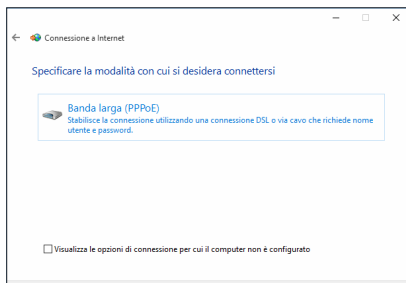 Connessione a Internet
Specificare la modalità con cui si desidera connettersi
Banda larga (PPPoE)
Stabilisce la connessione utilizzando una connessione DSL o via cavo che richiede nome
utente e password.
Visualizza le opzioni di connessione per cui il computer non è configurato